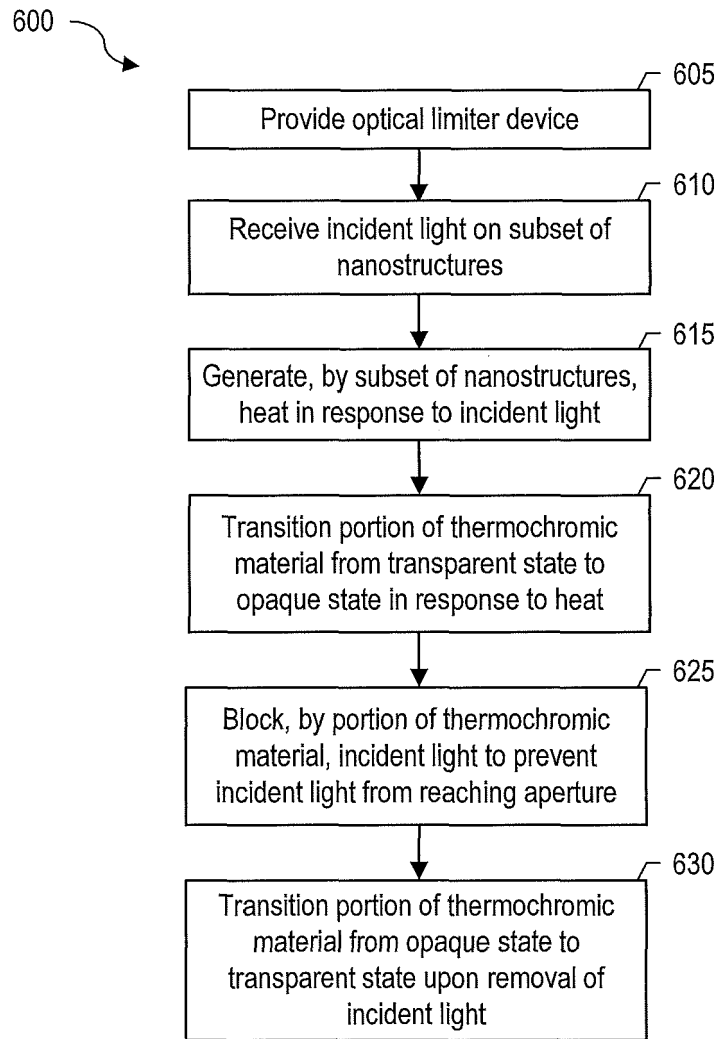 600
605
Provide optical limiter device
610
Receive incident light on subset of
nanostructures
615
Generate, by subset of nanostructures,
heat in response to incident light
620
Transition portion of thermochromic
material from transparent state to
opaque state in response to heat
625
Block, by portion of thermochromic
material, incident light to prevent
incident light from reaching aperture
630
Transition portion of thermochromic
material from opaque state to
transparent state upon removal of
incident light